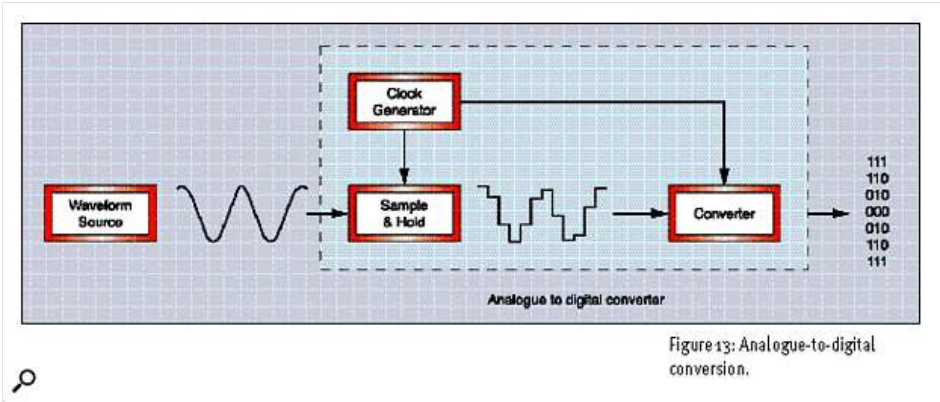 Clock
Generator
Waveform
Source
Sample
& Hold
Converter
111
110
010
000
010
110
111
Analogue to digital converter
Figure 13: Analogue-to-digital
conversion.